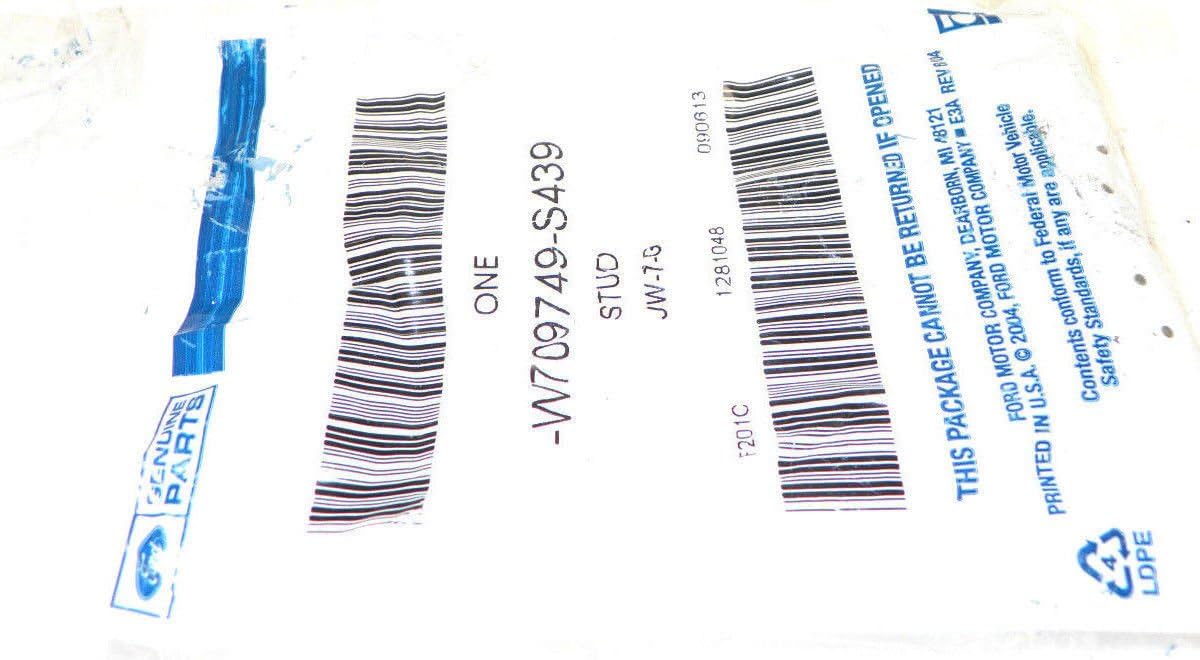 GENUINE
PARTS
ONE
-W709749-S439
STUD
JW-7-G
F201C 1281048 090613
THIS PACKAGE CANNOT BE RETURNED IF OPENED
FORD MOTOR COMPANY, DEARBORN, MI 48121
PRINTED IN U.S.A. © 2004, FORD MOTOR COMPANY ■ E3A REV 804
Contents conform to Federal Motor Vehicle
Safety Standards, if any are applicable.
4
LDPE